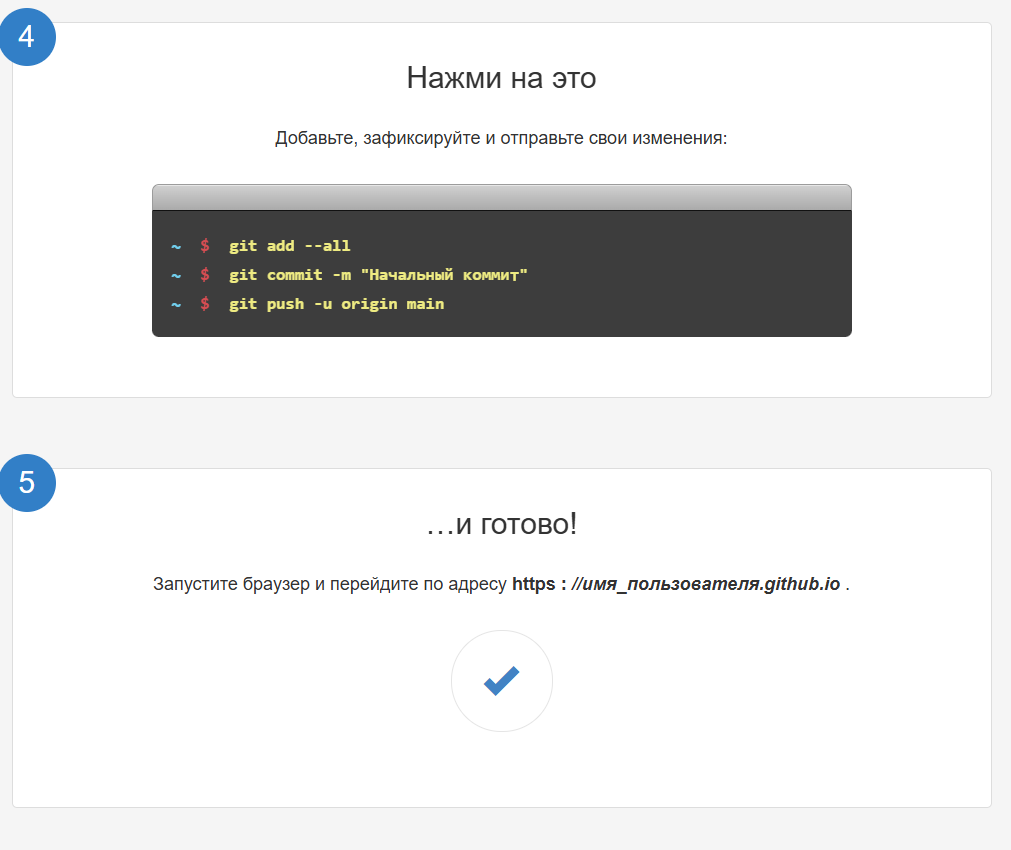 4
Нажми на это
Добавьте, зафиксируйте и отправьте свои изменения:
~ $ git add --all
~ $ git commit -m "Начальный коммит"
~ $ git push -u origin main
5
…и готово!
Запустите браузер и перейдите по адресу https : //имя_пользователя.github.io .